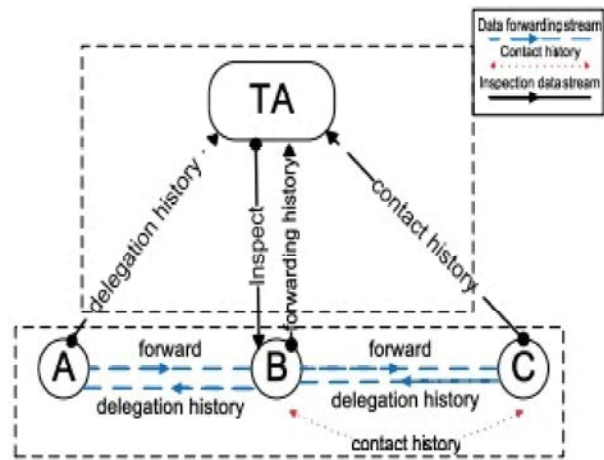 Data forwarding stream
Contact history
Inspection data stream
TA
delegation history
Inspect
forwarding history
contact history
A
forward
B
forward
C
delegation history
delegation history
contact history